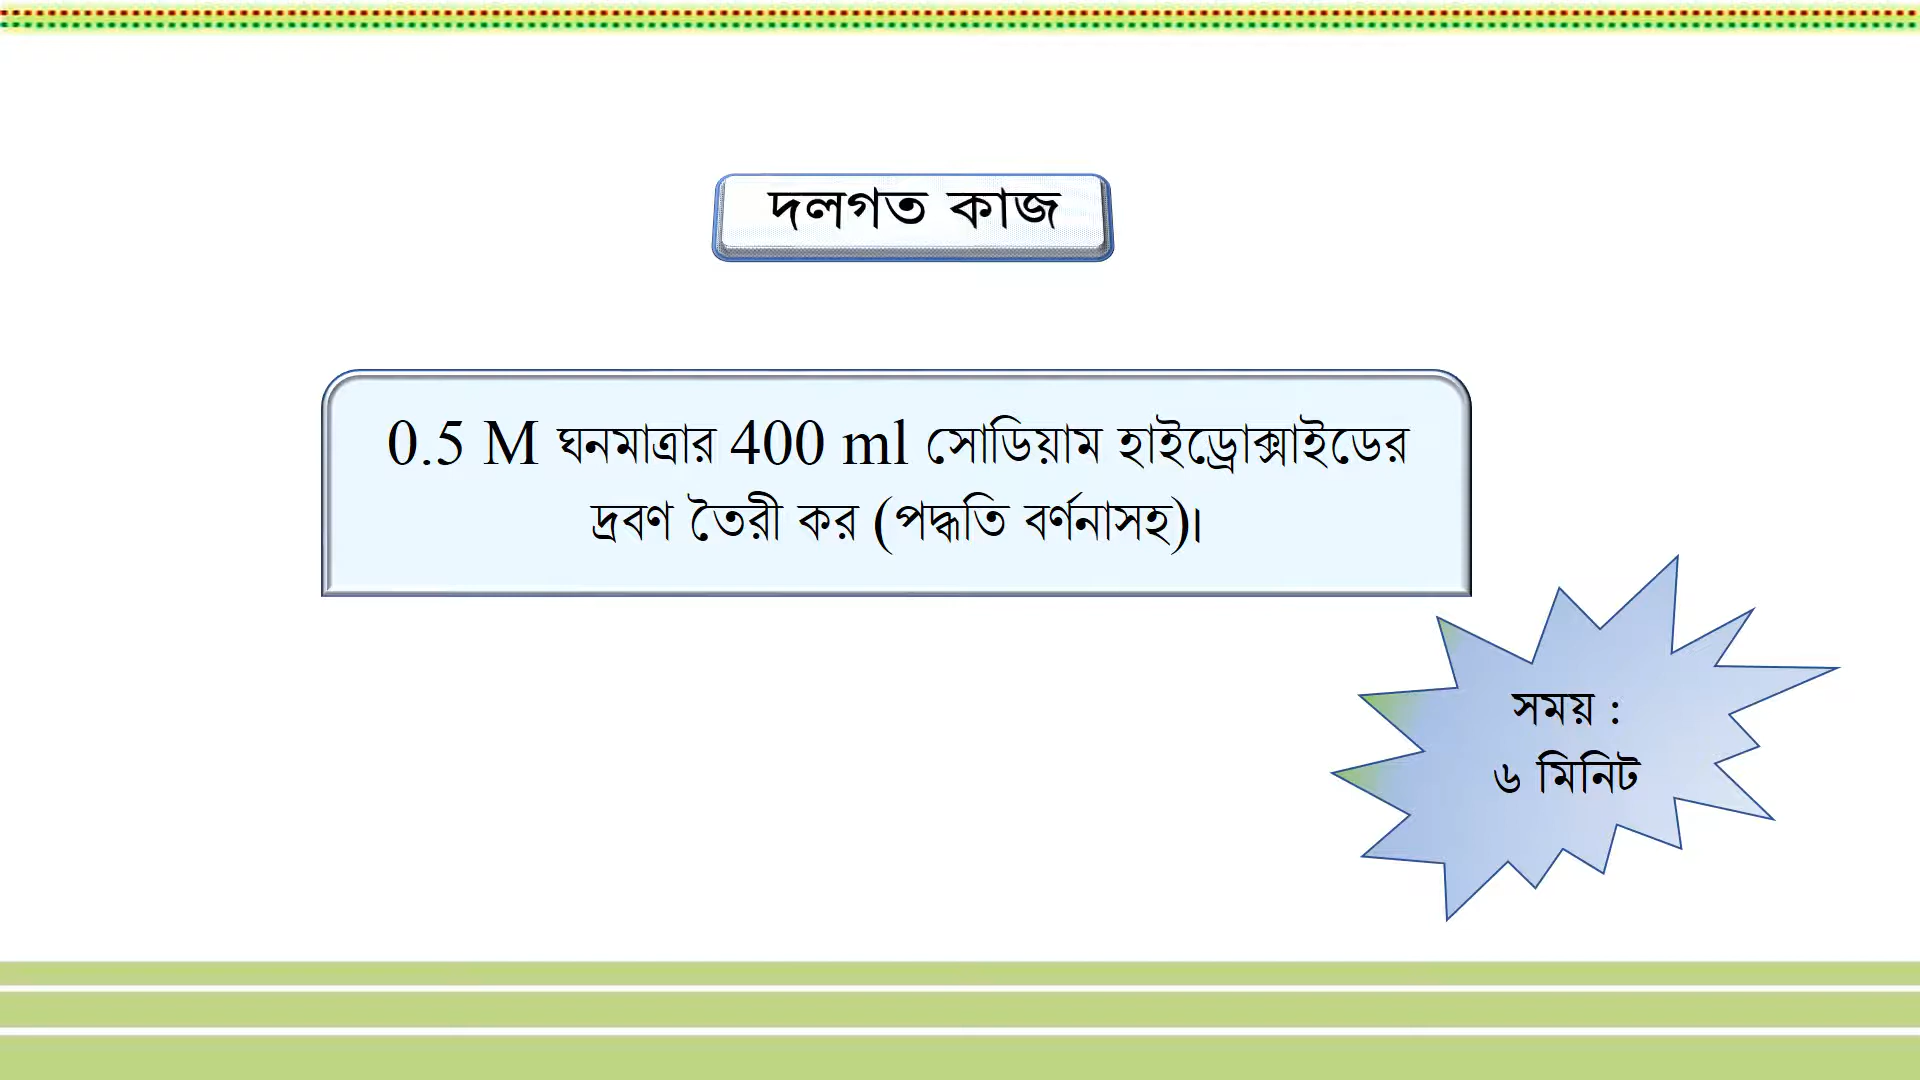 দলগত কাজ
0.5 M ঘনমাত্রার 400 ml সোডিয়াম হাইড্রোক্সাইডের
দ্রবণ তৈরী কর (পদ্ধতি বর্ণনাসহ)।
সময় :
৬ মিনিট